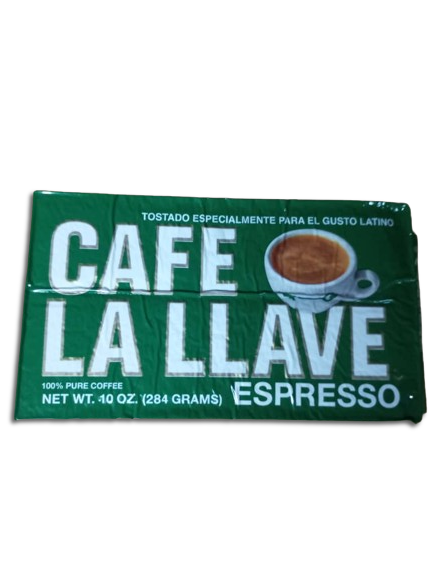 TOSTADO ESPECIALMENTE PARA EL GUSTO LATINO
CAFE
LA LLAVE
100% PURE COFFEE
NET WT. 10 OZ. (284 GRAMS)
ESPRESSO